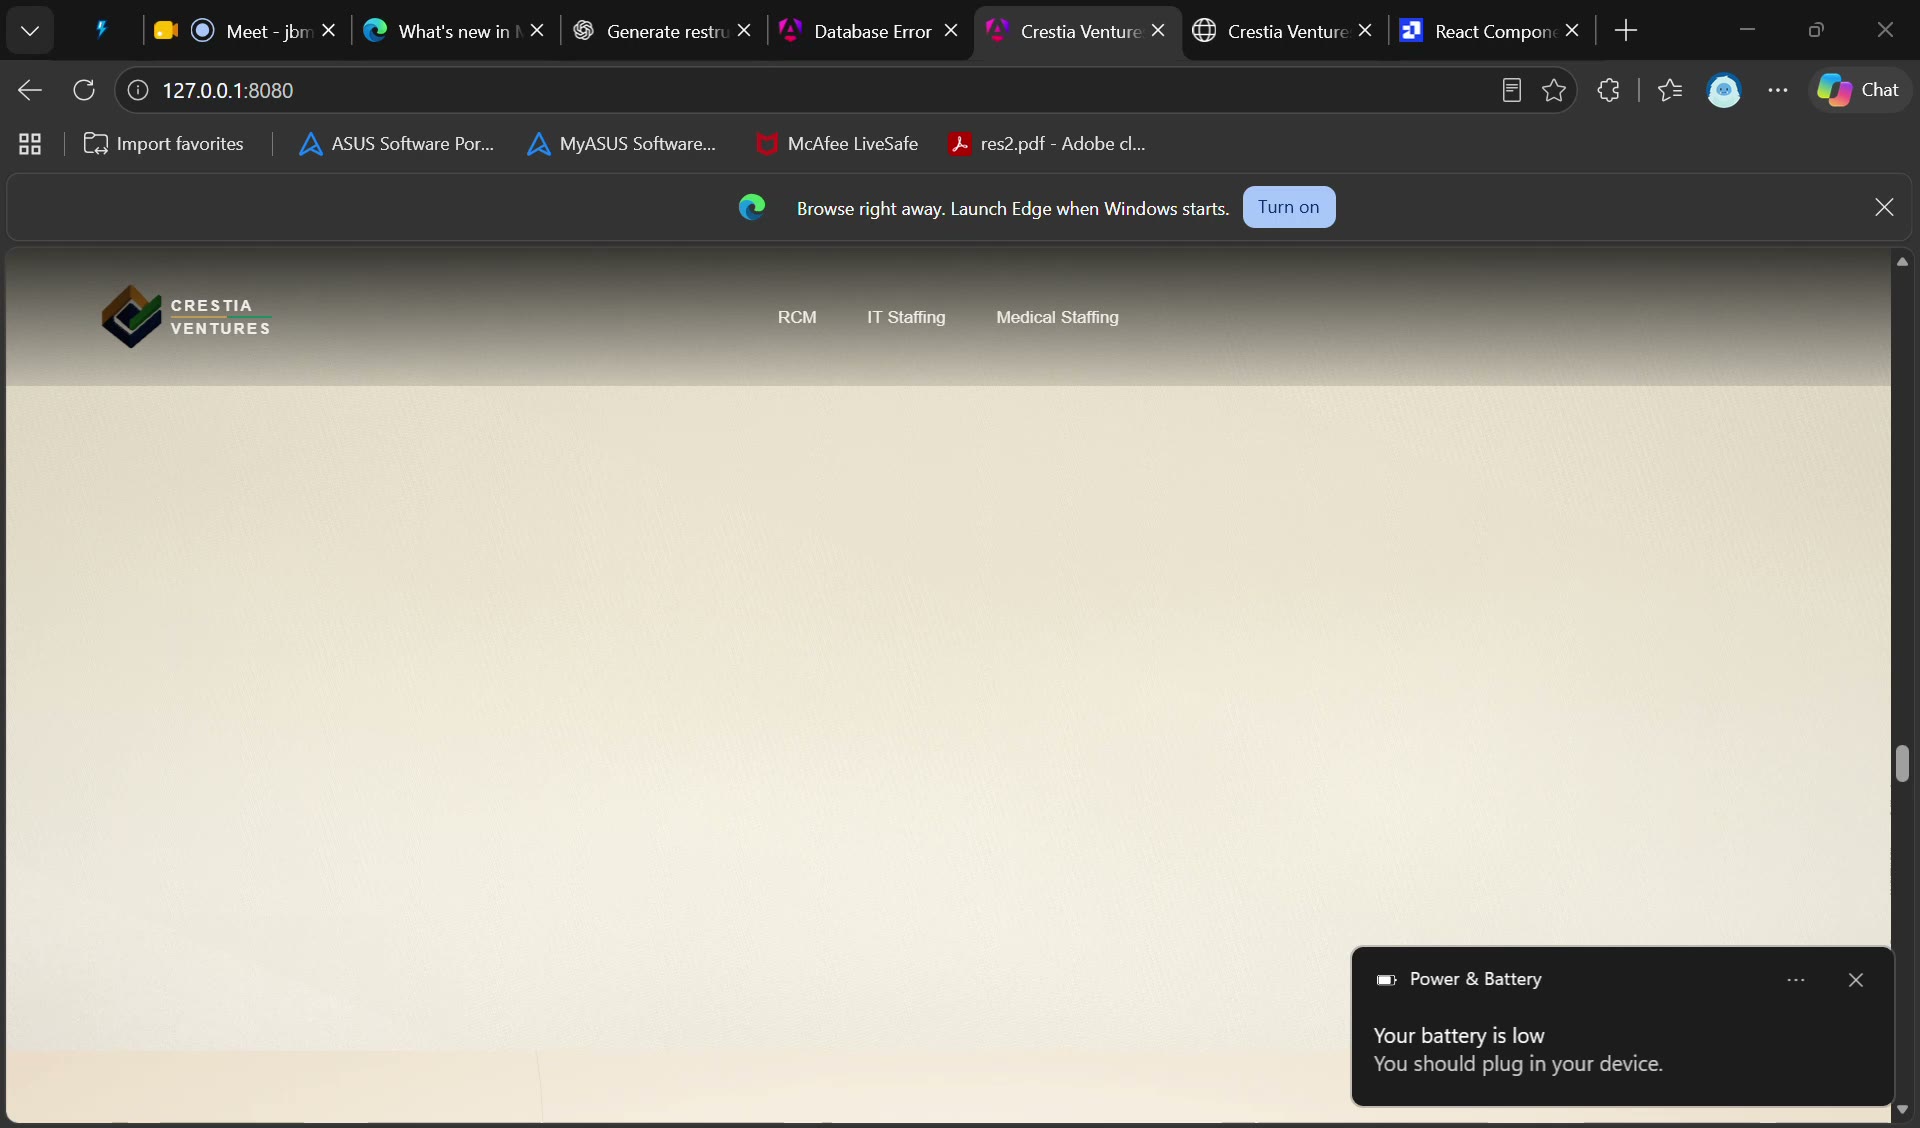 Meet - jbm
What's new in
Generate restru
Database Error
Crestia Venture
Crestia Venture
React Compone
127.0.0.1:8080
Chat
Import favorites
ASUS Software Por...
MyASUS Software...
McAfee LiveSafe
res2.pdf - Adobe cl...
Browse right away. Launch Edge when Windows starts.
Turn on
CRESTIA
VENTURES
RCM
IT Staffing
Medical Staffing
Power & Battery
Your battery is low
You should plug in your device.